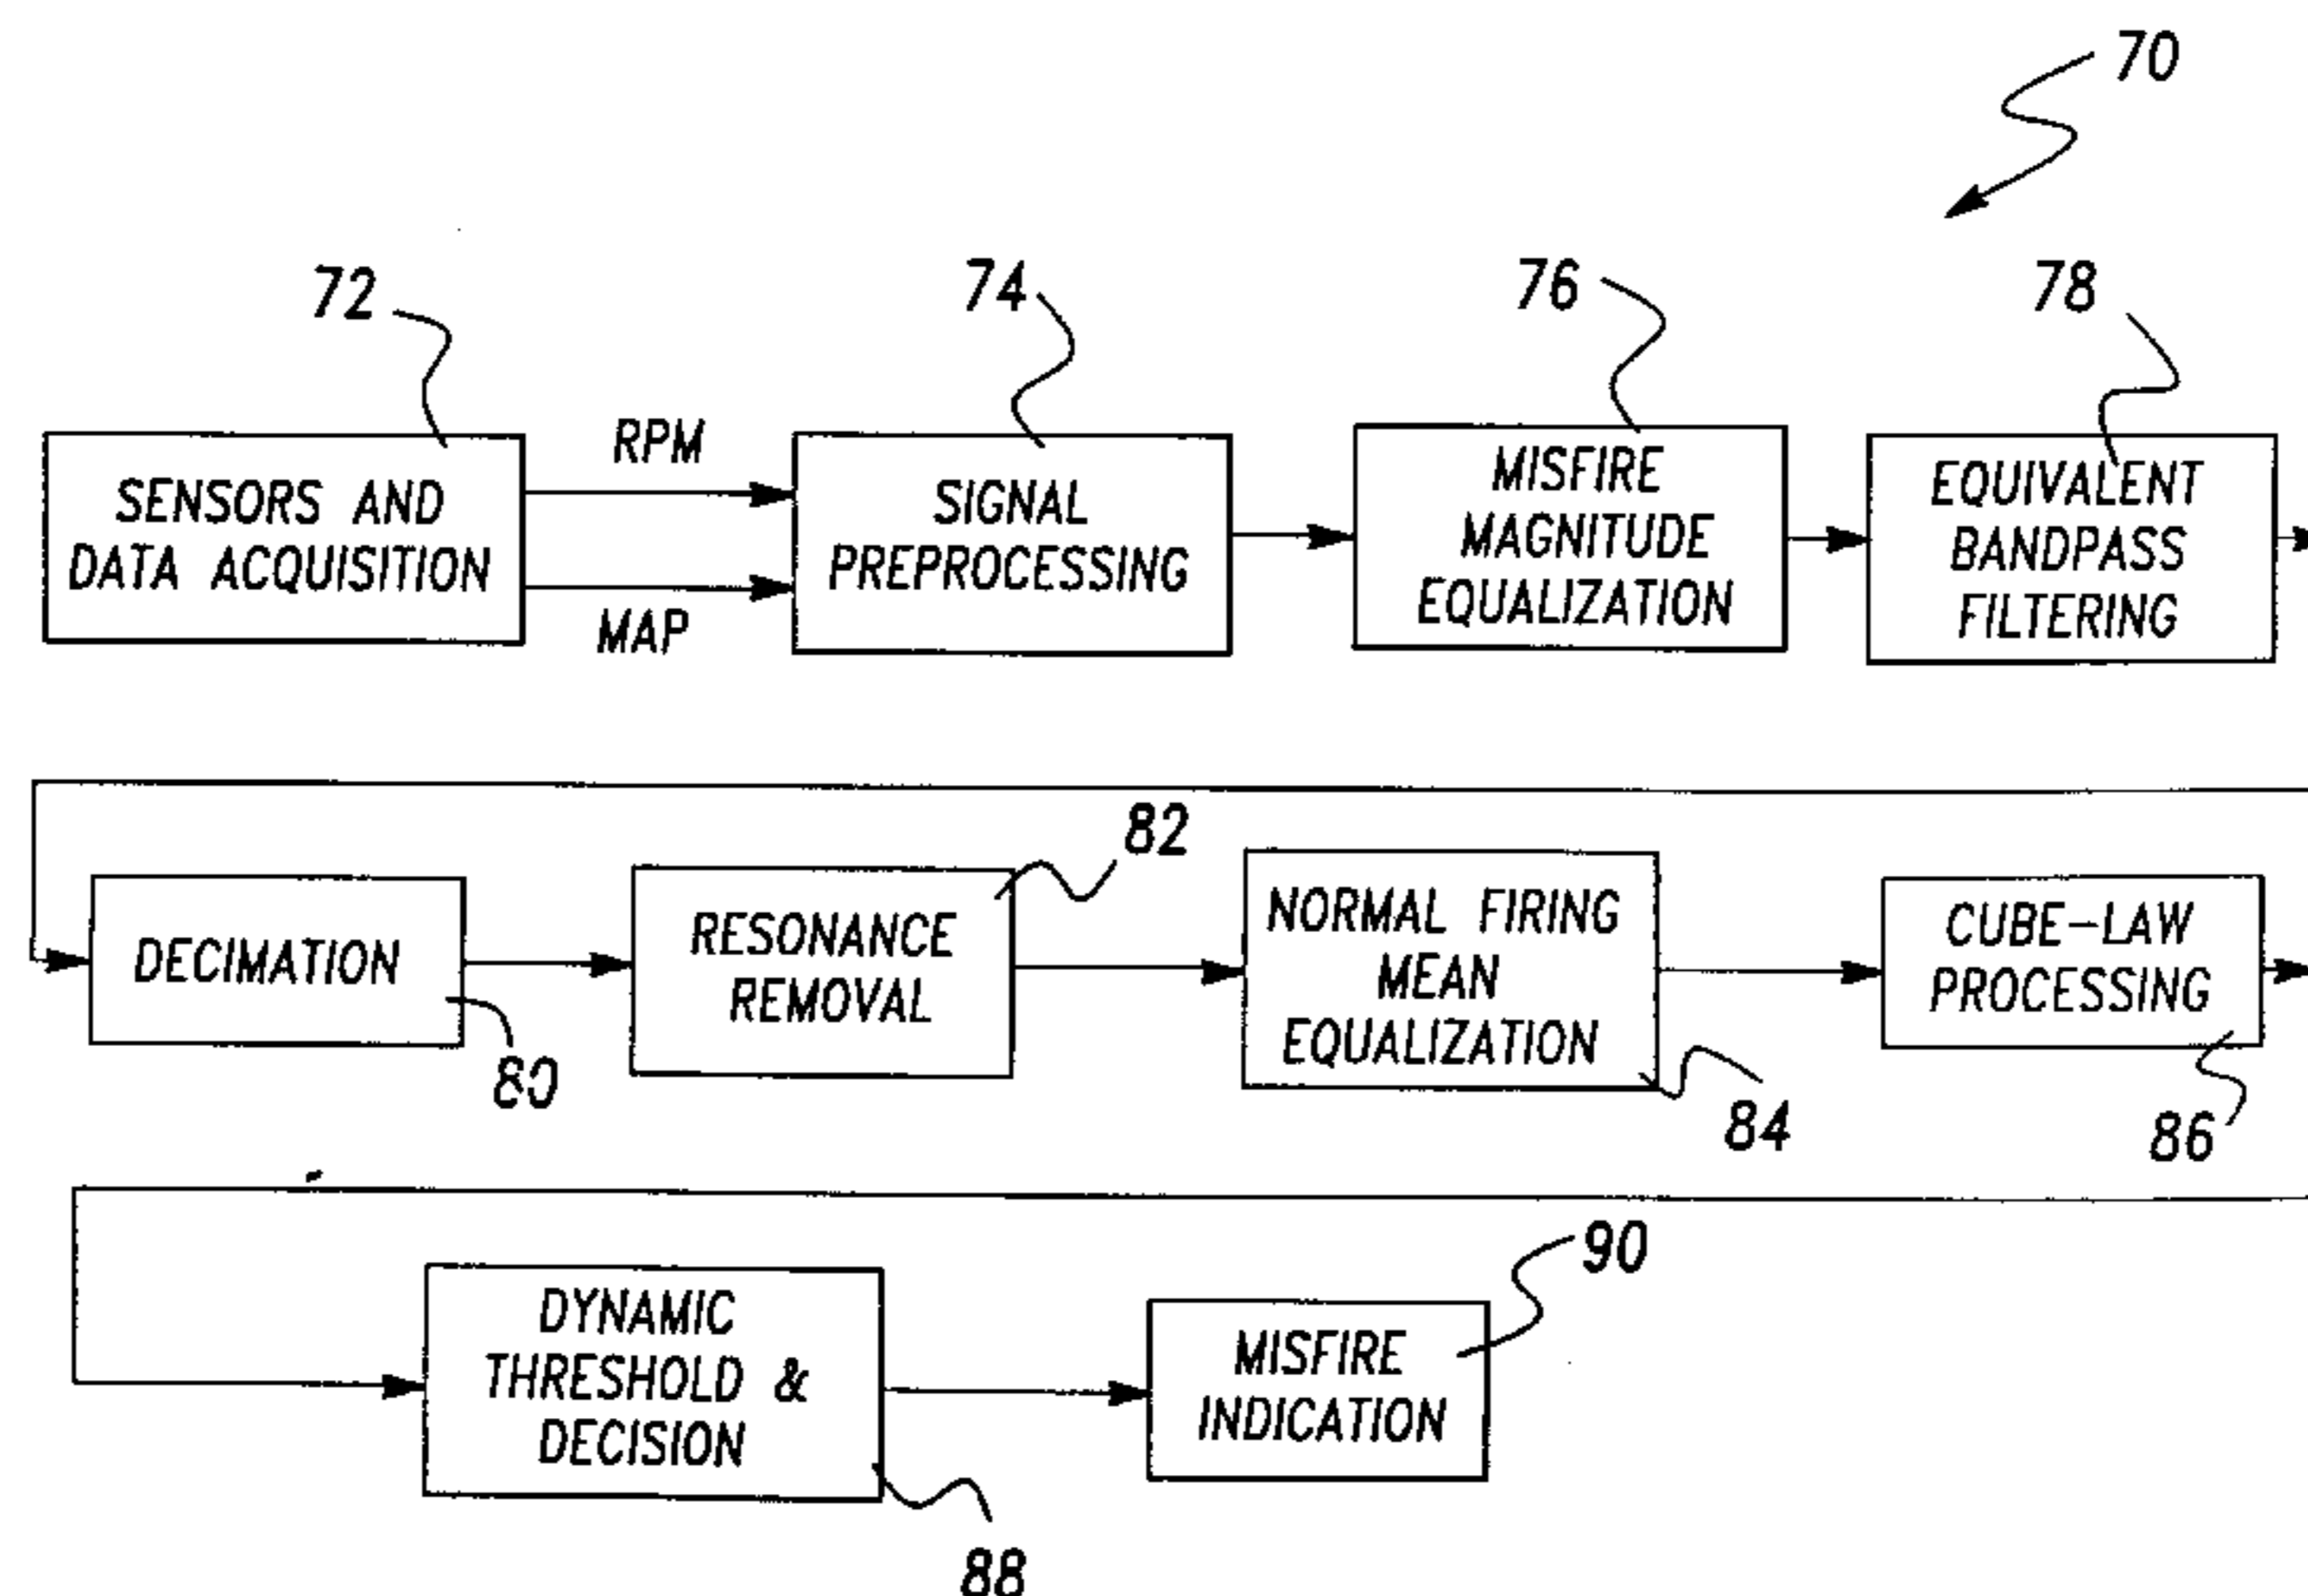 70
72
74
76
78
RPM
SENSORS AND
DATA ACQUISITION
MAP
SIGNAL
PREPROCESSING
MISFIRE
MAGNITUDE
EQUALIZATION
EQUIVALENT
BANDPASS
FILTERING
82
DECIMATION
80
RESONANCE
REMOVAL
NORMAL FIRING
MEAN
EQUALIZATION
84
CUBE-LAW
PROCESSING
86
90
DYNAMIC
THRESHOLD &
DECISION
88
MISFIRE
INDICATION